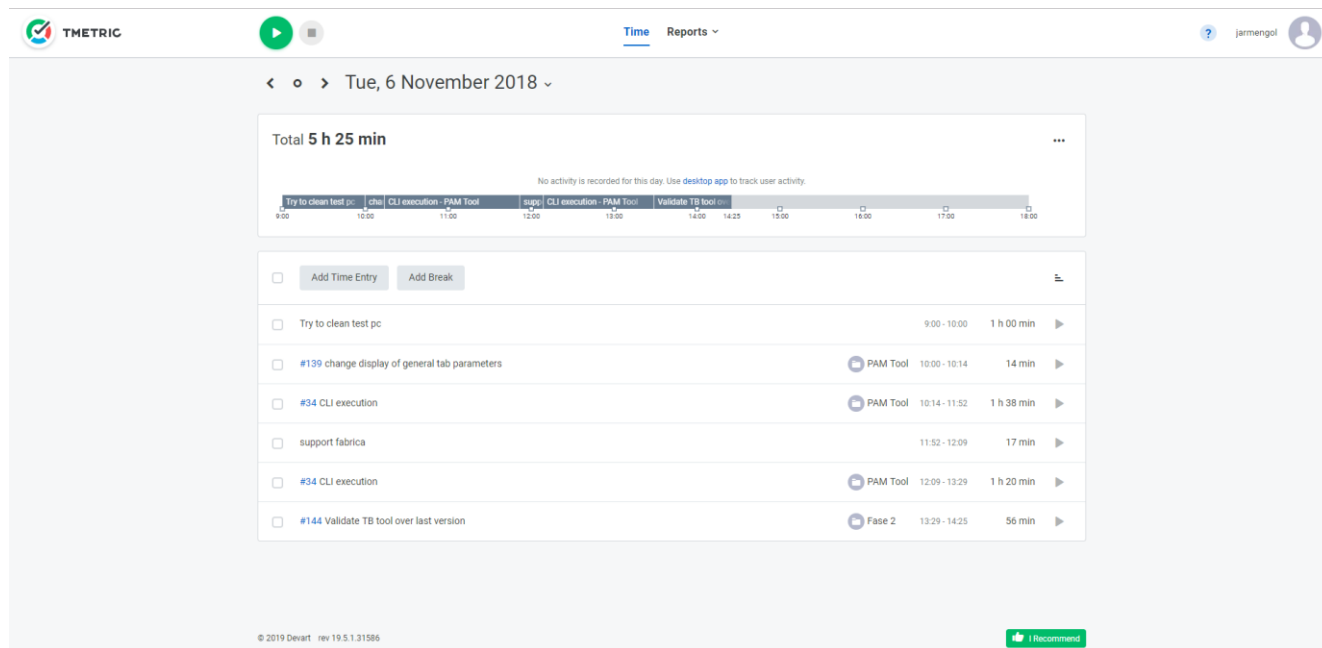 TMETRIC
Time Reports
? jarmengol
Tue, 6 November 2018
Total 5 h 25 min
No activity is recorded for this day. Use desktop app to track user activity.
Try to clean test pc cha CLI execution - PAM Tool supp CLI execution - PAM Tool Validate TB tool ove
9:00 10:00 11:00 12:00 13:00 14:00 14:25 15:00 16:00 17:00 18:00
Add Time Entry Add Break
Try to clean test pc 9:00 - 10:00 1 h 00 min
#139 change display of general tab parameters PAM Tool 10:00 - 10:14 14 min
#34 CLI execution PAM Tool 10:14 - 11:52 1 h 38 min
support fabrica 11:52 - 12:09 17 min
#34 CLI execution PAM Tool 12:09 - 13:29 1 h 20 min
#144 Validate TB tool over last version Fase 2 13:29 - 14:25 56 min
© 2019 Devart rev 19.5.1.31586
I Recommend